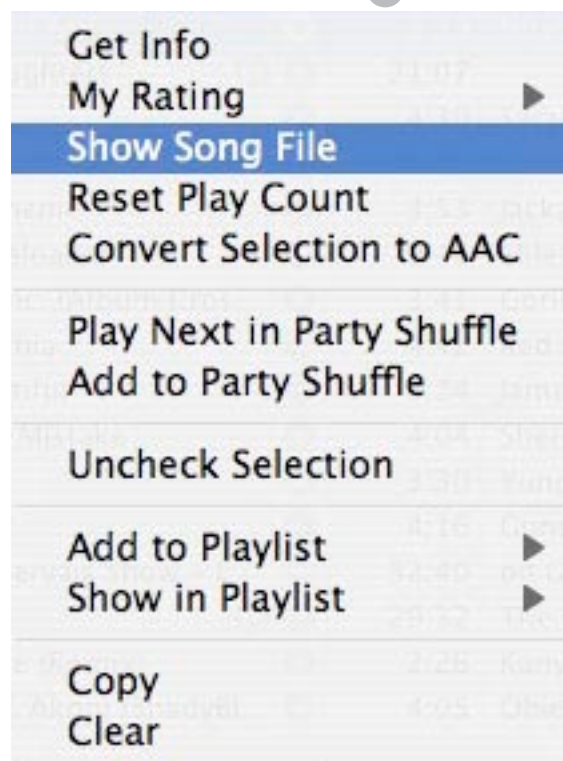 Get Info
My Rating
Show Song File
Reset Play Count
Convert Selection to AAC
Play Next in Party Shuffle
Add to Party Shuffle
Uncheck Selection
Add to Playlist
Show in Playlist
Copy
Clear